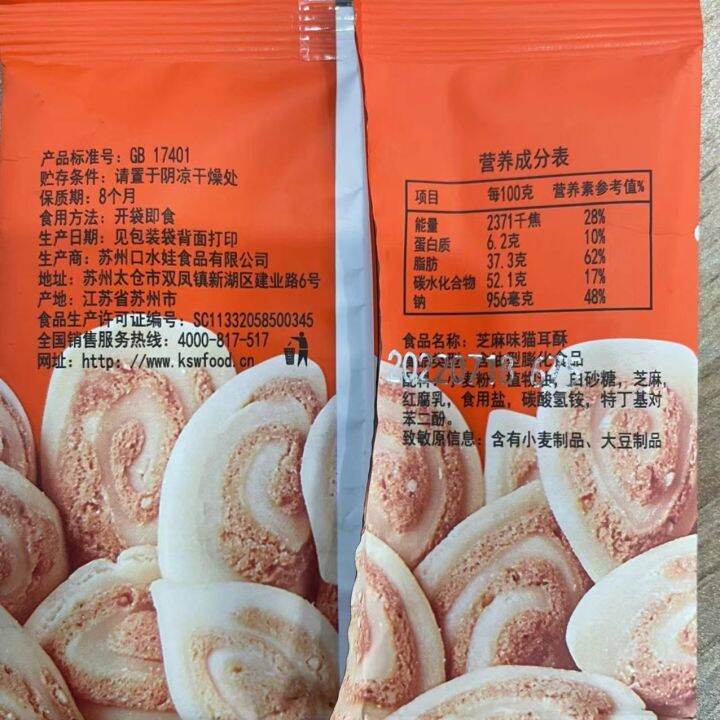 产品标准号：GB 17401
贮存条件：请置于阴凉干燥处
保质期：8个月
食用方法：开袋即食
生产日期：见包装袋背面打印
生产商：苏州口水娃食品有限公司
地址：苏州太仓市双凤镇新湖区建业路6号
产地：江苏省苏州市
食品生产许可证编号：SC11332058500345
全国销售服务热线：4000-817-517
网址：http：//www.kswfood.cn
营养成分表
项目 每100克 营养素参考值%
能量 2371千焦 28%
蛋白质 6.2克 10%
脂肪 37.3克 62%
碳水化合物 52.1克 17%
钠 956毫克 48%
食品名称：芝麻味猫耳酥
型膨化食品
小麦粉，植物油，白砂糖，芝麻，
红腐乳，食用盐，碳酸氢铵，特丁基对
苯二酚。
致敏原信息：含有小麦制品、大豆制品